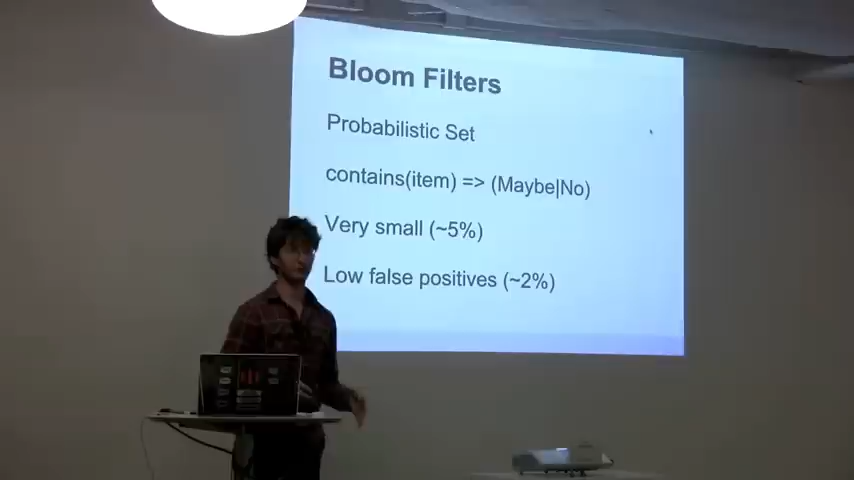 Bloom Filters
Probabilistic Set
contains(item) => (Maybe|No)
Very small (~5%)
Low false positives (~2%)